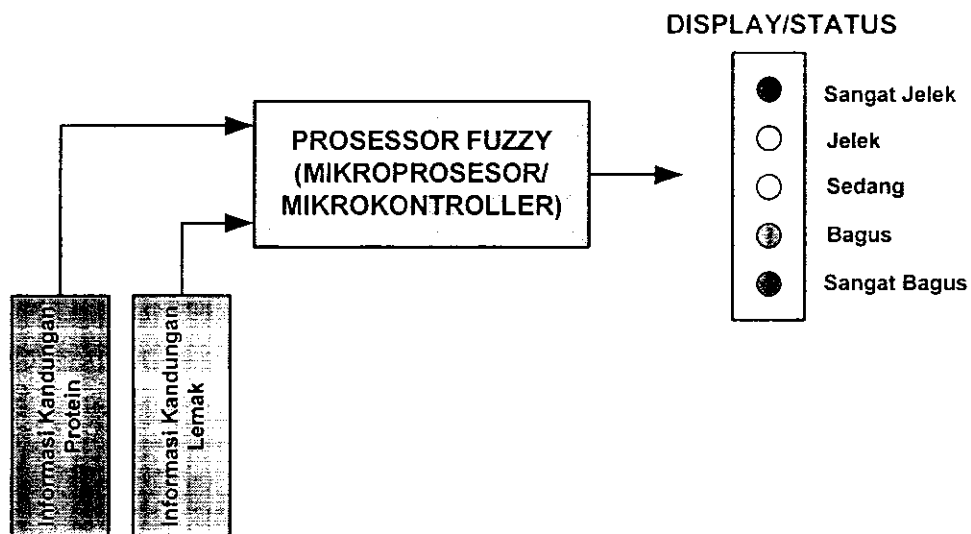 DISPLAY/STATUS
Sangat Jelek
Jelek
Sedang
Bagus
Sangat Bagus
PROSESSOR FUZZY
(MIKROPROSESOR/
MIKROKONTROLLER)
Informasi Kandungan
Protein
Informasi Kandungan
Lemak